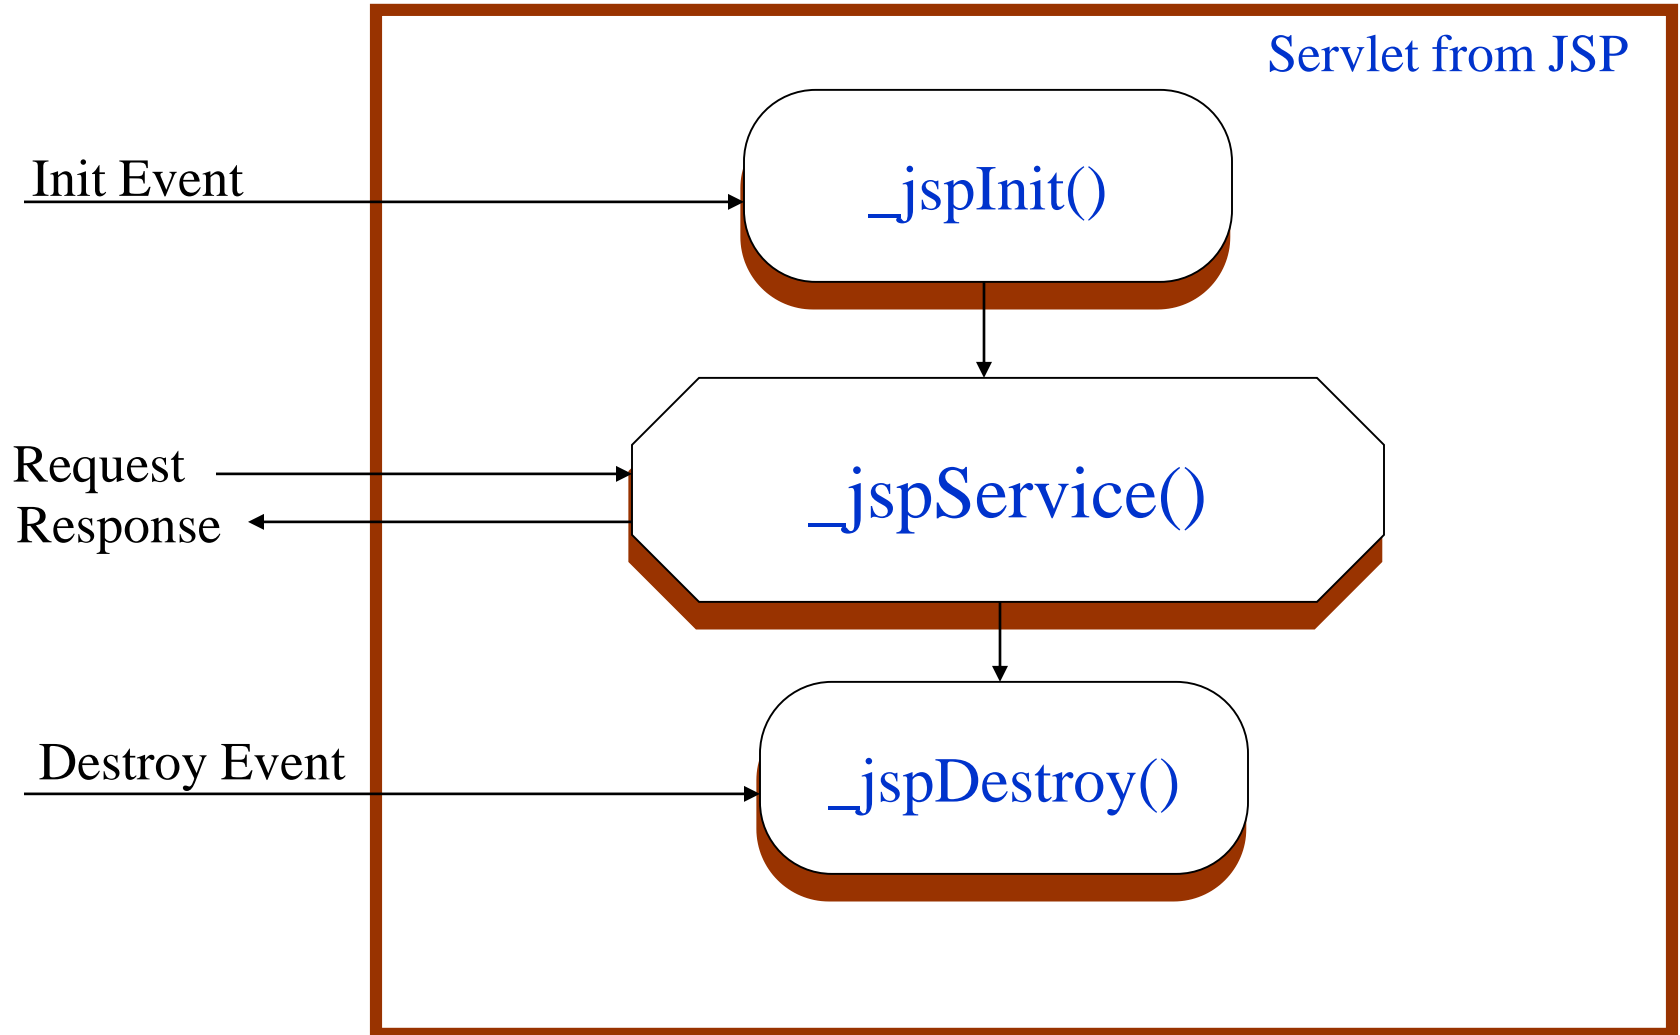 Servlet from JSP
Init Event
_jspInit()
Request
_jspService()
Response
Destroy Event
_jspDestroy()